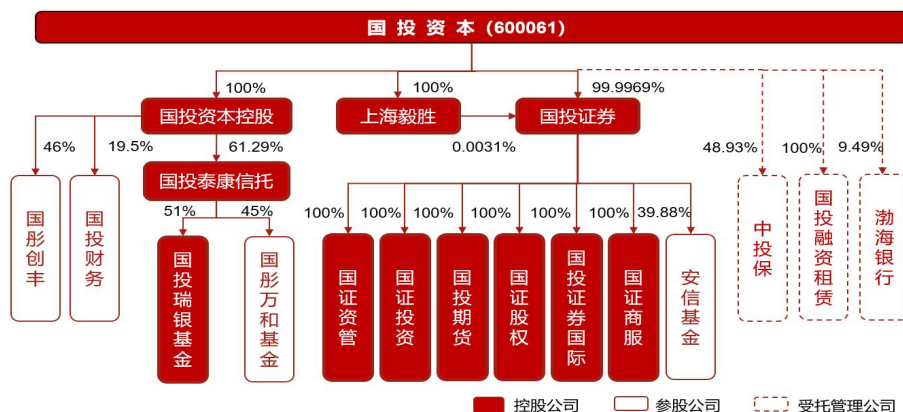 国投资本(600061)
100%
100%
99.9969%
国投资本控股
上海毅胜
国投证券
0.0031%
46%
19.5%
61.29%
48.93%
100%
9.49%
国彤创丰
国投财务
国投泰康信托
51%
45%
100%
100%
100%
100%
100%
100%
39.88%
国投瑞银基金
国彤万和基金
国证资管
国证投资
国投期货
国证股权
国投证券国际
国证商服
安信基金
中投保
国投融资租赁
渤海银行
控股公司
参股公司
受托管理公司